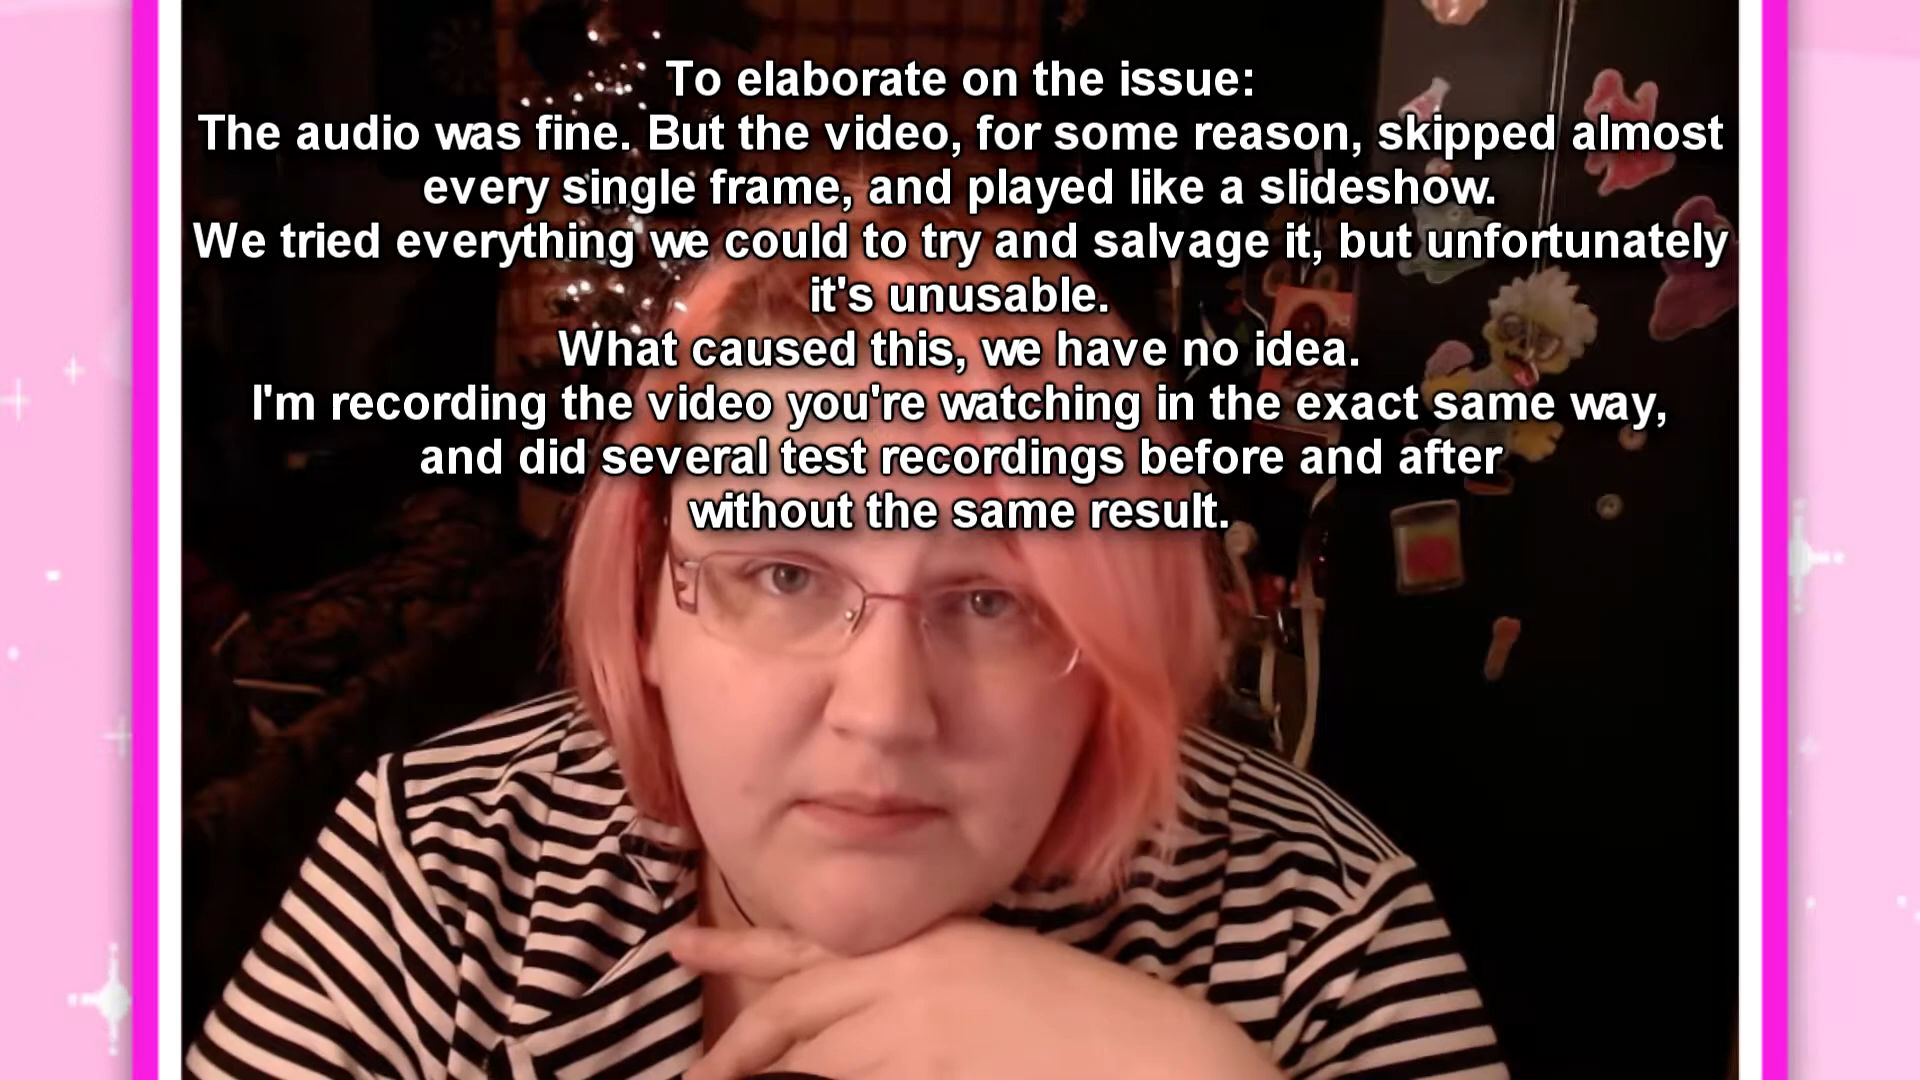 To elaborate on the issue:
The audio was fine. But the video, for some reason, skipped almost
every single frame, and played like a slideshow.
We tried everything we could to try and salvage it, but unfortunately
it's unusable.
What caused this, we have no idea.
I'm recording the video you're watching in the exact same way,
and did several test recordings before and after
without the same result.